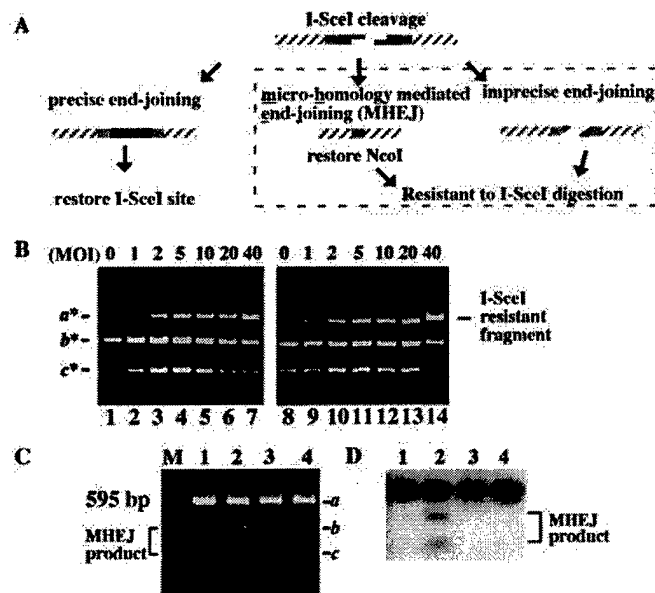 A
I-SceI cleavage
precise end-joining
micro-homology mediated
end-joining (MHEJ)
imprecise end-joining
restore NcoI
restore I-SceI site
Resistant to I-SceI digestion
B
(MOI) 0 1 2 5 10 20 40 0 1 2 5 10 20 40
a*
b*
c*
I-SceI
resistant
fragment
1 2 3 4 5 6 7 8 9 10 11 12 13 14
C
M 1 2 3 4
595 bp
MHEJ
product
a
b
c
D
1 2 3 4
MHEJ
product